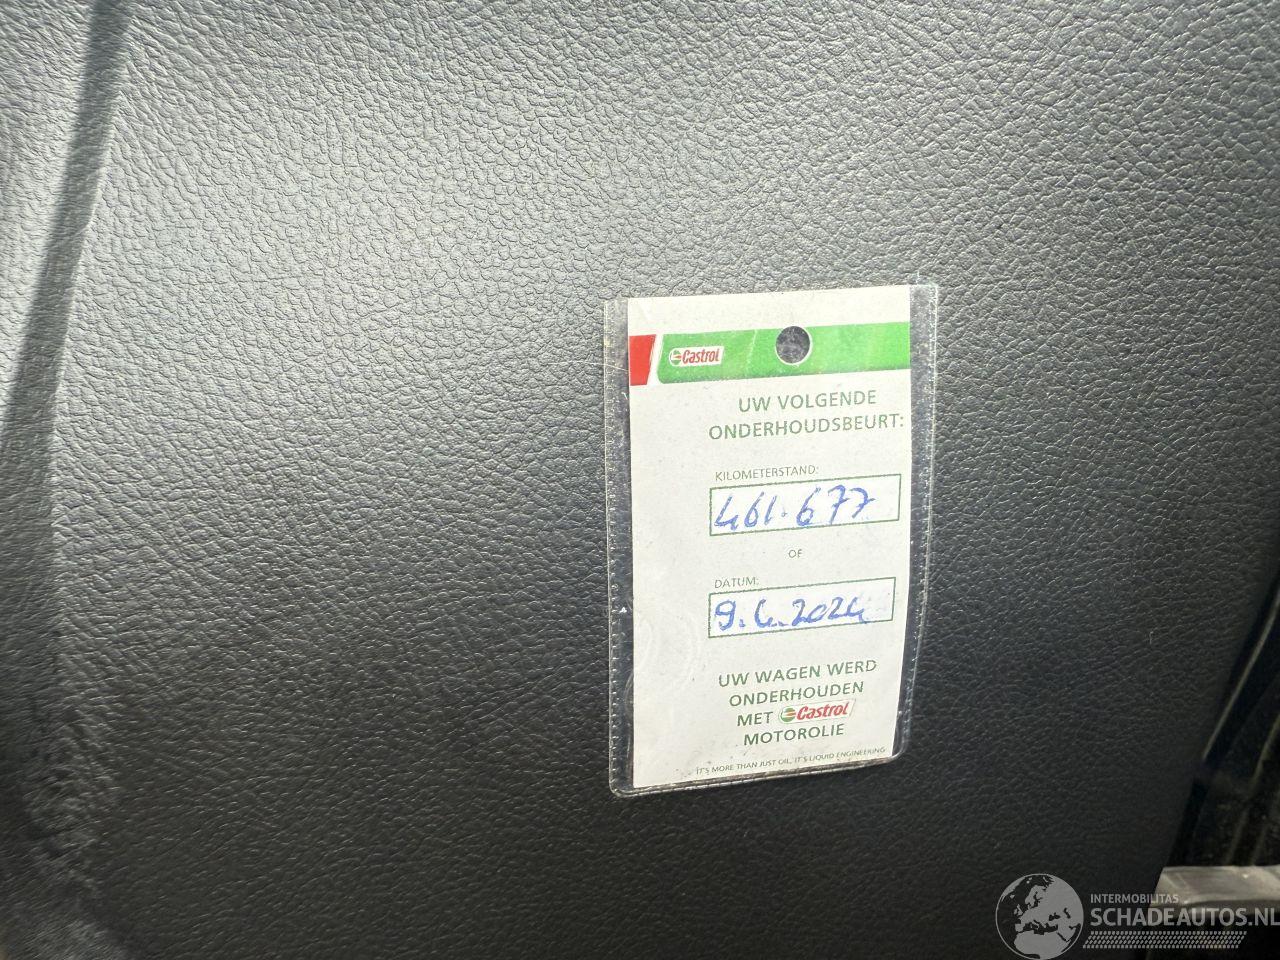 Castrol
UW VOLGENDE
ONDERHOUDSBEURT:
KILOMETERSTAND:
461.677
OF
DATUM:
9.4.2024
UW WAGEN WERD
ONDERHOUDEN
MET Castrol
MOTOROLIE
IT'S MORE THAN JUST OIL, IT'S LIQUID ENGINEERING
INTERMOBILITAS
SCHADEAUTOS.NL